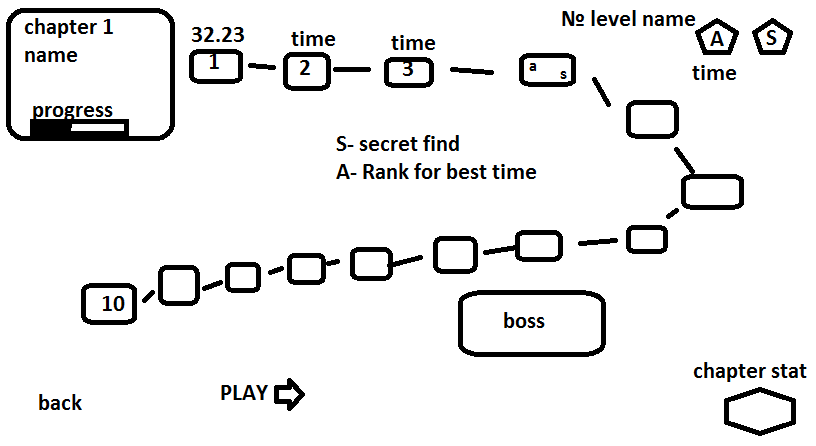 chapter 1
name
progress
32.23
1
time
2
time
3
a
s
№ level name
A
S
time
S- secret find
A- Rank for best time
10
boss
PLAY
back
chapter stat